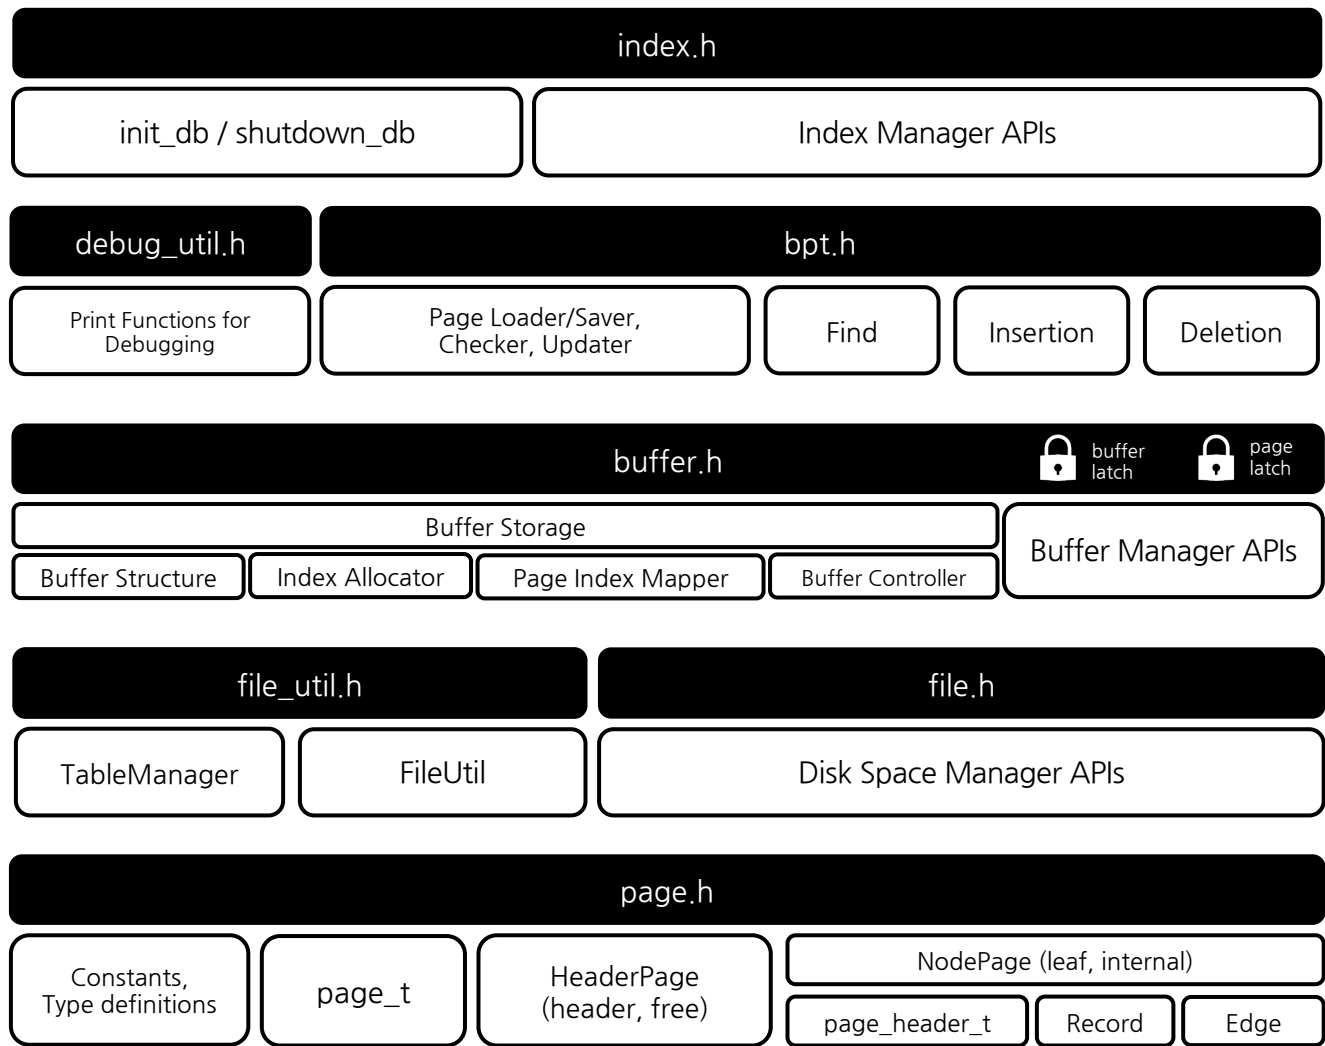 index.h
init_db / shutdown_db
Index Manager APIs
debug_util.h
bpt.h
Print Functions for
Debugging
Page Loader/Saver,
Checker, Updater
Find
Insertion
Deletion
buffer.h
buffer
latch
page
latch
Buffer Storage
Buffer Manager APIs
Buffer Structure
Index Allocator
Page Index Mapper
Buffer Controller
file_util.h
file.h
TableManager
FileUtil
Disk Space Manager APIs
page.h
Constants,
Type definitions
page_t
HeaderPage
(header, free)
NodePage (leaf, internal)
page_header_t
Record
Edge